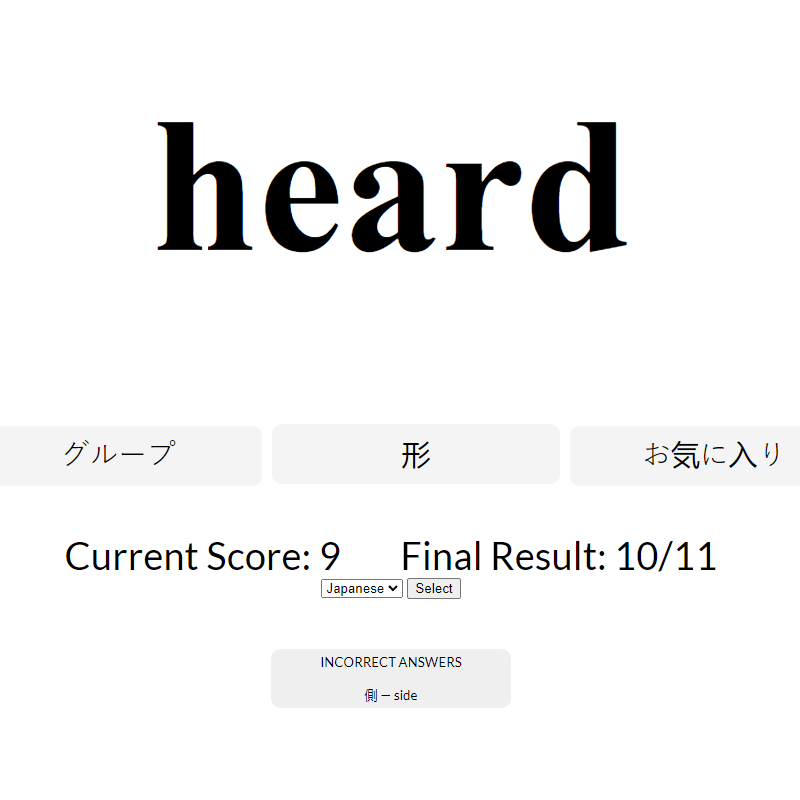 heard
グループ 形 お気に入り
Current Score: 9 Final Result: 10/11
Japanese Select
INCORRECT ANSWERS
側 – side